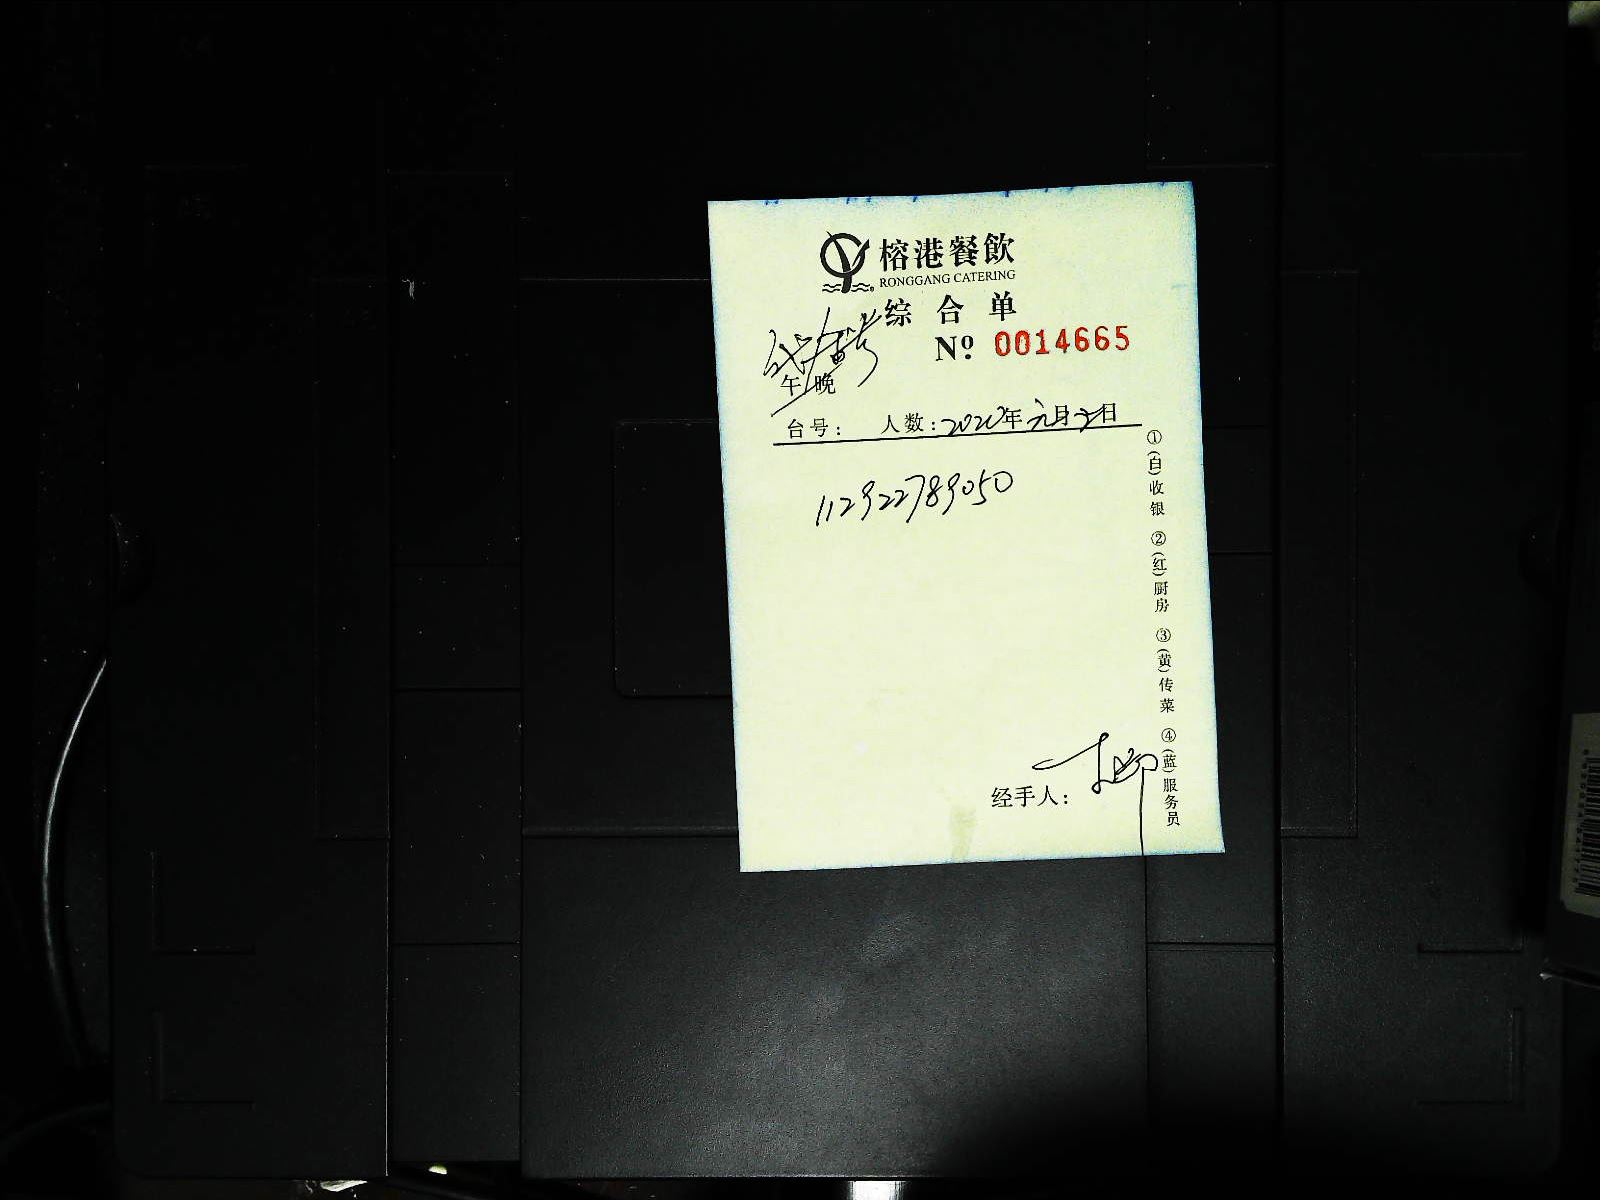 榕港餐飲
RONGGANG CATERING
综合单
№ 0014665
午 晚
台号: 人数: 2020年元月2日
112922789050
经手人:
①(白)收银 ②(红)厨房 ③(黄)传菜 ④(蓝)服务员